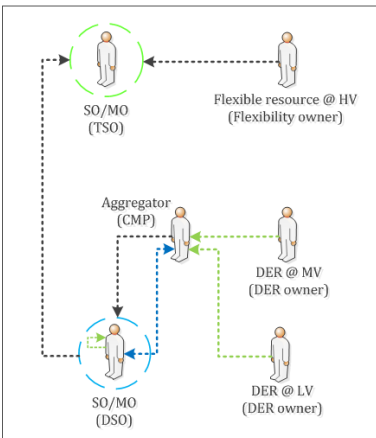 SO/MO
(TSO)
Flexible resource @ HV
(Flexibility owner)
Aggregator
(CMP)
DER @ MV
(DER owner)
SO/MO
(DSO)
DER @ LV
(DER owner)